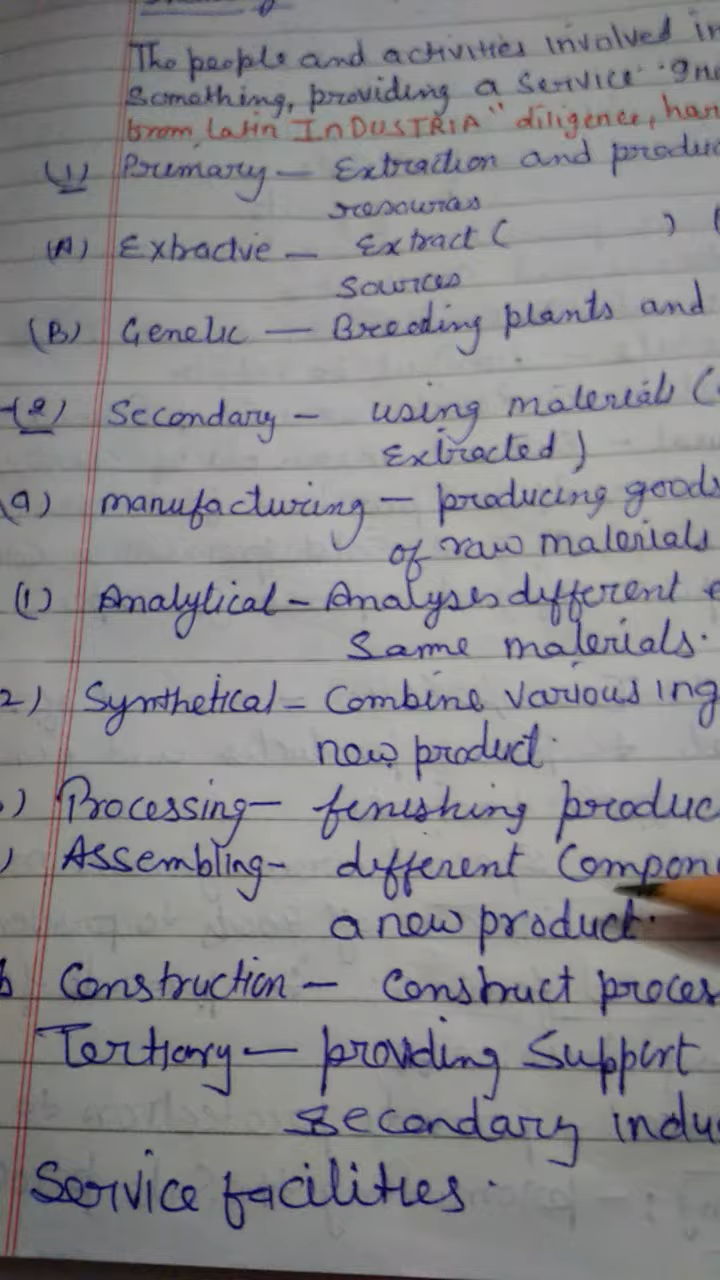 The people and activities involved in
Something, providing a service.
from Latin InDUSTRIA" diligence, har
(1) Primary - Extraction and produc
resources
(A) Extractive - Extract ( ) (
Sources
(B) Genetic - Breeding plants and
(2) Secondary - using materials (
Extracted)
a) manufacturing - producing goods
of raw materials
(1) Analytical - Analyses different e
Same materials.
2) Synthetical - Combine various ing
new product.
) Processing - finishing produc
) Assembling - different Compon
a new product.
b Construction - Construct proces
Tertiary - providing Support
secondary indu
Service facilities.